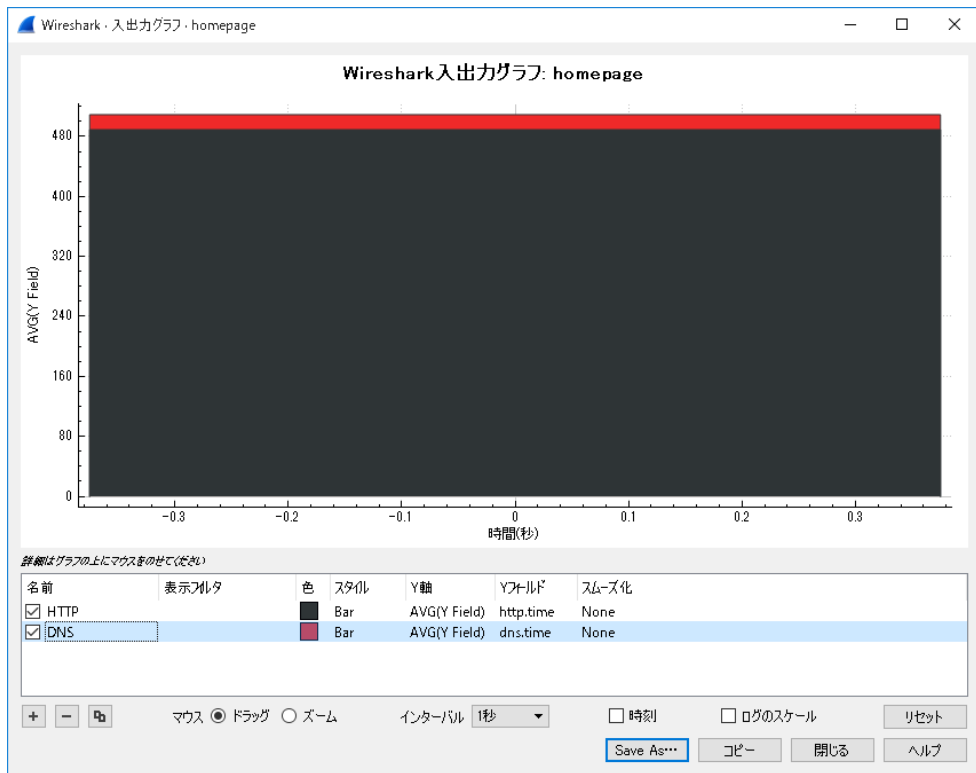 Wireshark · 入出力グラフ · homepage
Wireshark入出力グラフ: homepage
AVG(Y Field)
480
400
320
240
160
80
0
-0.3 -0.2 -0.1 0 0.1 0.2 0.3
時間(秒)
詳細はグラフの上にマウスをのせてください
名前 表示フィルタ 色 スタイル Y軸 Yフィールド スムーズ化
HTTP Bar AVG(Y Field) http.time None
DNS Bar AVG(Y Field) dns.time None
マウス ドラッグ ズーム インターバル 1秒 時刻 ログのスケール リセット
Save As… コピー 閉じる ヘルプ